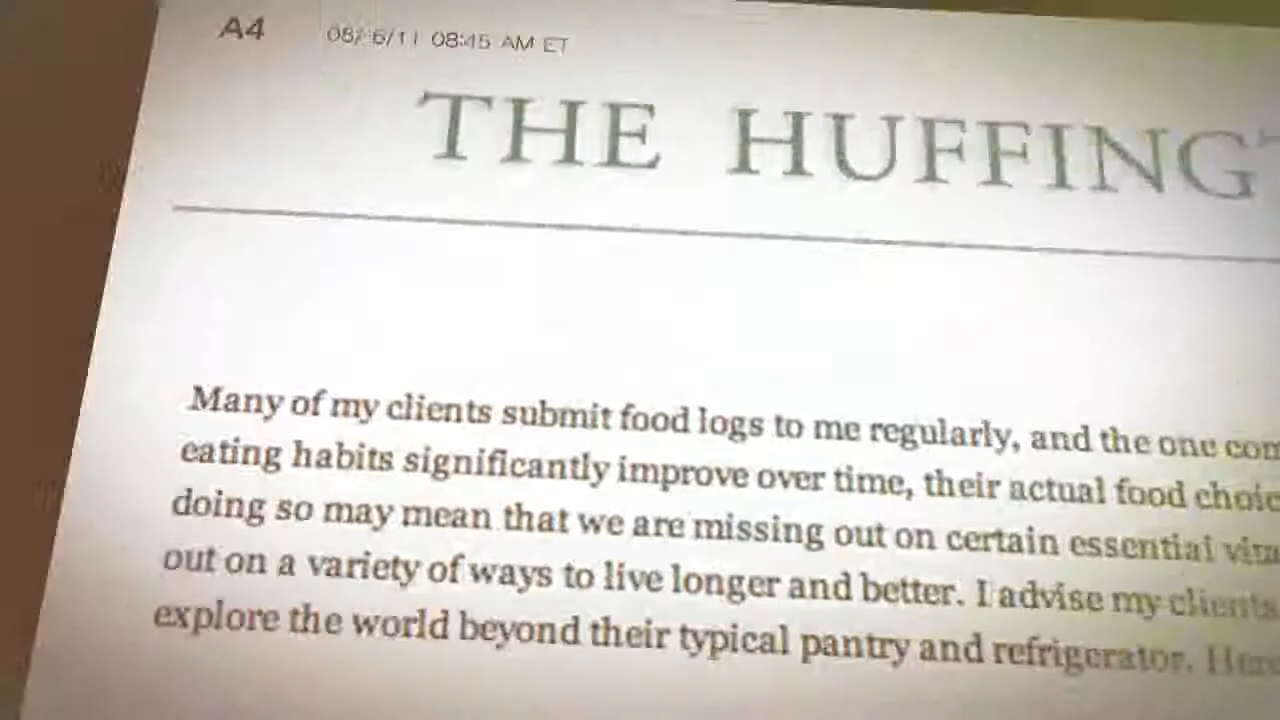 A4 08:45 AM ET
THE HUFFING
Many of my clients submit food logs to me regularly, and the one
eating habits significantly improve over time, their actual food
doing so may mean that we are missing out on certain essential
out on a variety of ways to live longer and better. I advise my clients
explore the world beyond their typical pantry and refrigerator.